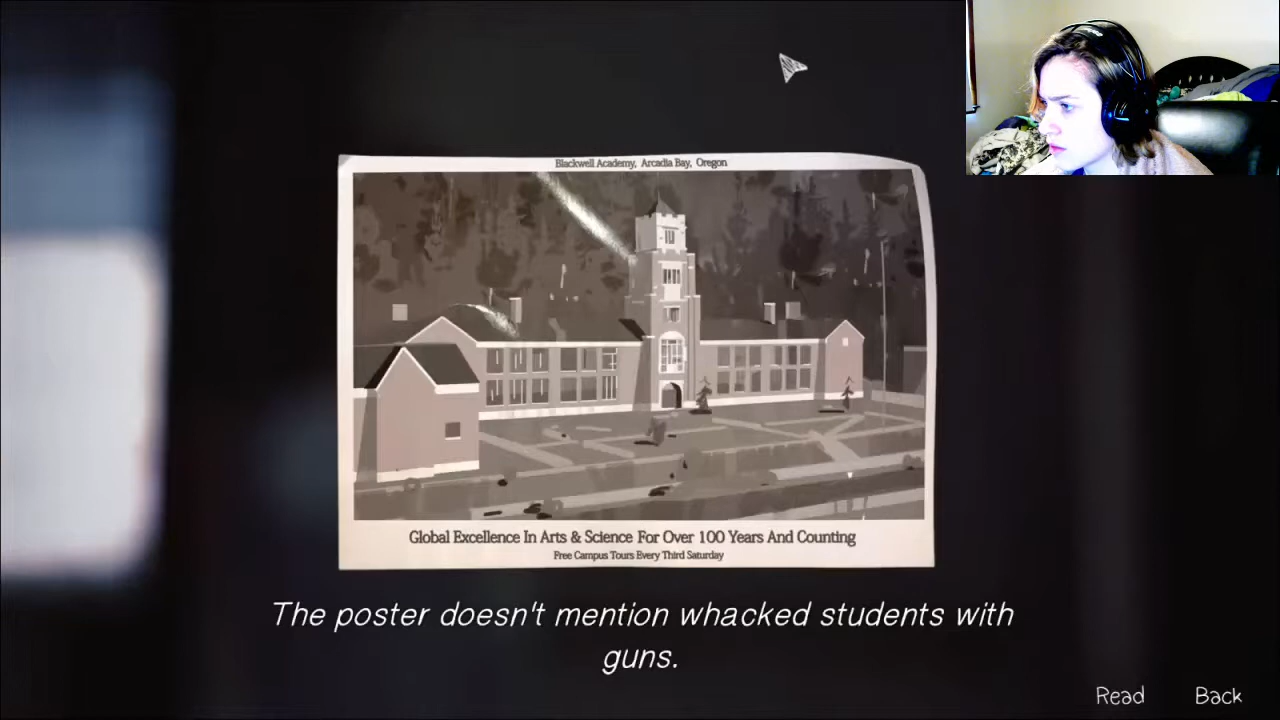 Blackwell Academy, Arcadia Bay, Oregon
Global Excellence In Arts & Science For Over 100 Years And Counting
Free Campus Tours Every Third Saturday
The poster doesn't mention whacked students with
guns.
Read Back